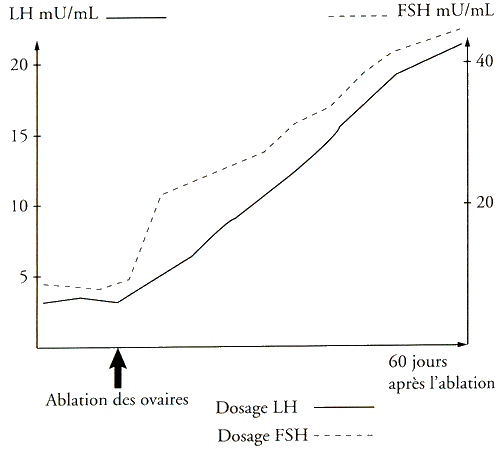 LH mU/mL
FSH mU/mL
20
40
15
10
20
5
60 jours
après l'ablation
Ablation des ovaires
Dosage LH
Dosage FSH